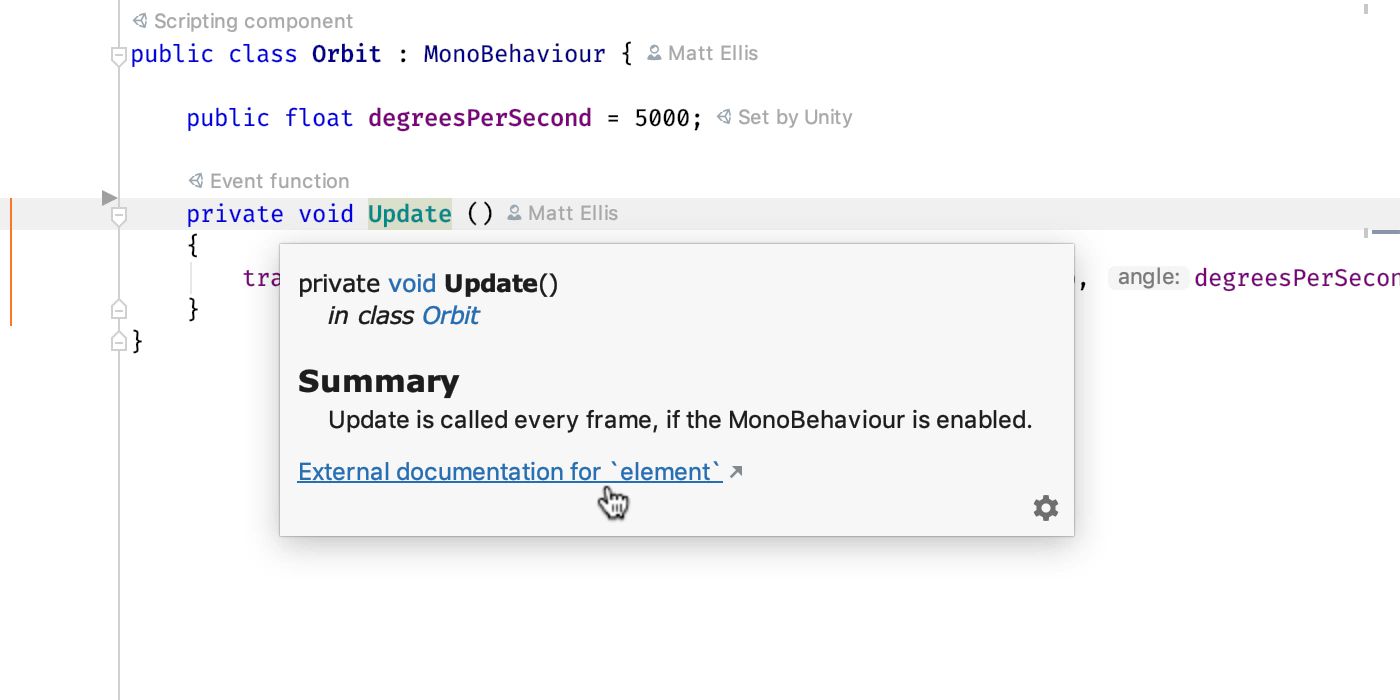 Scripting component
public class Orbit : MonoBehaviour { Matt Ellis
public float degreesPerSecond = 5000; Set by Unity
Event function
private void Update () Matt Ellis
{
tra , angle: degreesPerSecon
}
}
private void Update()
in class Orbit
Summary
Update is called every frame, if the MonoBehaviour is enabled.
External documentation for `element`